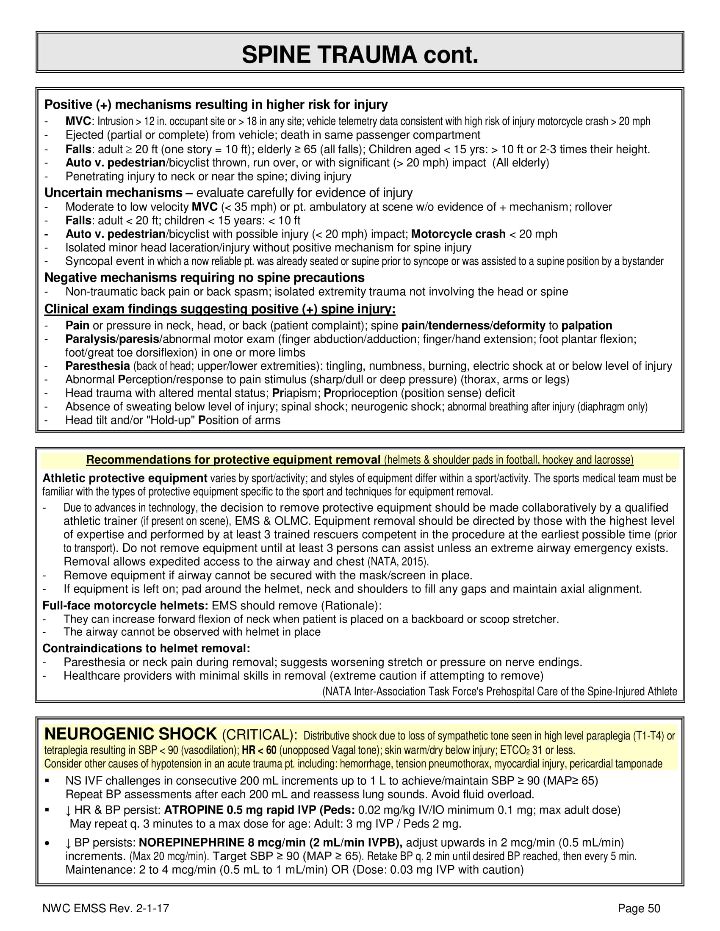 SPINE TRAUMA cont.
Positive (+) mechanisms resulting in higher risk for injury
- MVC: Intrusion > 12 in. occupant site or > 18 in any site; vehicle telemetry data consistent with high risk of injury motorcycle crash > 20 mph
- Ejected (partial or complete) from vehicle; death in same passenger compartment
- Falls: adult ≥ 20 ft (one story = 10 ft); elderly ≥ 65 (all falls); Children aged < 15 yrs: > 10 ft or 2-3 times their height.
- Auto v. pedestrian/bicyclist thrown, run over, or with significant (> 20 mph) impact (All elderly)
- Penetrating injury to neck or near the spine; diving injury
Uncertain mechanisms – evaluate carefully for evidence of injury
- Moderate to low velocity MVC (< 35 mph) or pt. ambulatory at scene w/o evidence of + mechanism; rollover
- Falls: adult < 20 ft; children < 15 years: < 10 ft
- Auto v. pedestrian/bicyclist with possible injury (< 20 mph) impact; Motorcycle crash < 20 mph
- Isolated minor head laceration/injury without positive mechanism for spine injury
- Syncopal event in which a now reliable pt. was already seated or supine prior to syncope or was assisted to a supine position by a bystander
Negative mechanisms requiring no spine precautions
- Non-traumatic back pain or back spasm; isolated extremity trauma not involving the head or spine
Clinical exam findings suggesting positive (+) spine injury:
- Pain or pressure in neck, head, or back (patient complaint); spine pain/tenderness/deformity to palpation
- Paralysis/paresis/abnormal motor exam (finger abduction/adduction; finger/hand extension; foot plantar flexion;
foot/great toe dorsiflexion) in one or more limbs
- Paresthesia (back of head; upper/lower extremities): tingling, numbness, burning, electric shock at or below level of injury
- Abnormal Perception/response to pain stimulus (sharp/dull or deep pressure) (thorax, arms or legs)
- Head trauma with altered mental status; Priapism; Proprioception (position sense) deficit
- Absence of sweating below level of injury; spinal shock; neurogenic shock; abnormal breathing after injury (diaphragm only)
- Head tilt and/or "Hold-up" Position of arms
Recommendations for protective equipment removal (helmets & shoulder pads in football, hockey and lacrosse)
Athletic protective equipment varies by sport/activity; and styles of equipment differ within a sport/activity. The sports medical team must be
familiar with the types of protective equipment specific to the sport and techniques for equipment removal.
- Due to advances in technology, the decision to remove protective equipment should be made collaboratively by a qualified
athletic trainer (if present on scene), EMS & OLMC. Equipment removal should be directed by those with the highest level
of expertise and performed by at least 3 trained rescuers competent in the procedure at the earliest possible time (prior
to transport). Do not remove equipment until at least 3 persons can assist unless an extreme airway emergency exists.
Removal allows expedited access to the airway and chest (NATA, 2015).
- Remove equipment if airway cannot be secured with the mask/screen in place.
- If equipment is left on; pad around the helmet, neck and shoulders to fill any gaps and maintain axial alignment.
Full-face motorcycle helmets: EMS should remove (Rationale):
- They can increase forward flexion of neck when patient is placed on a backboard or scoop stretcher.
- The airway cannot be observed with helmet in place
Contraindications to helmet removal:
- Paresthesia or neck pain during removal; suggests worsening stretch or pressure on nerve endings.
- Healthcare providers with minimal skills in removal (extreme caution if attempting to remove)
(NATA Inter-Association Task Force's Prehospital Care of the Spine-Injured Athlete
NEUROGENIC SHOCK (CRITICAL): Distributive shock due to loss of sympathetic tone seen in high level paraplegia (T1-T4) or
tetraplegia resulting in SBP < 90 (vasodilation); HR < 60 (unopposed Vagal tone); skin warm/dry below injury; ETCO2 31 or less.
Consider other causes of hypotension in an acute trauma pt. including: hemorrhage, tension pneumothorax, myocardial injury, pericardial tamponade
▪ NS IVF challenges in consecutive 200 mL increments up to 1 L to achieve/maintain SBP ≥ 90 (MAP≥ 65)
Repeat BP assessments after each 200 mL and reassess lung sounds. Avoid fluid overload.
▪ ↓ HR & BP persist: ATROPINE 0.5 mg rapid IVP (Peds: 0.02 mg/kg IV/IO minimum 0.1 mg; max adult dose)
May repeat q. 3 minutes to a max dose for age: Adult: 3 mg IVP / Peds 2 mg.
• ↓ BP persists: NOREPINEPHRINE 8 mcg/min (2 mL/min IVPB), adjust upwards in 2 mcg/min (0.5 mL/min)
increments. (Max 20 mcg/min). Target SBP ≥ 90 (MAP ≥ 65). Retake BP q. 2 min until desired BP reached, then every 5 min.
Maintenance: 2 to 4 mcg/min (0.5 mL to 1 mL/min) OR (Dose: 0.03 mg IVP with caution)
NWC EMSS Rev. 2-1-17
Page 50